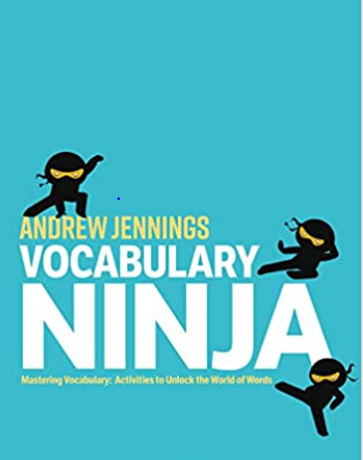 ANDREW JENNINGS
VOCABULARY
NINJA
Mastering Vocabulary: Activities to Unlock the World of Words